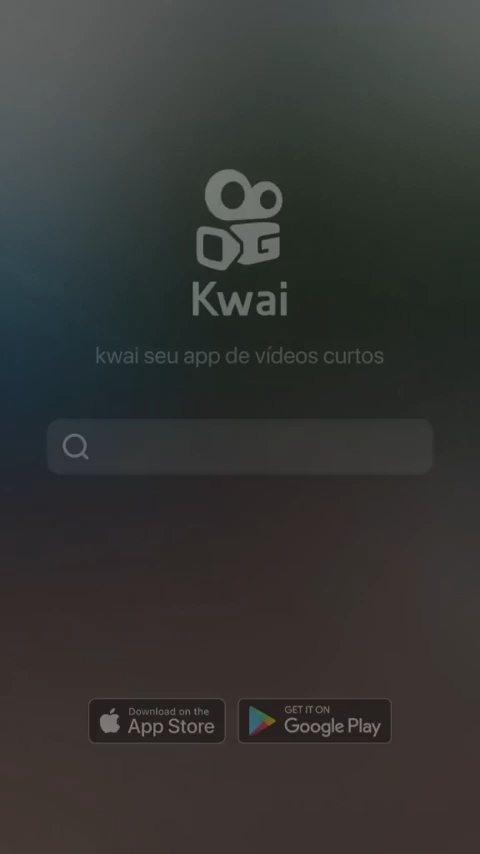 Kwai
kwai seu app de vídeos curtos
Download on the
App Store
GET IT ON
Google Play